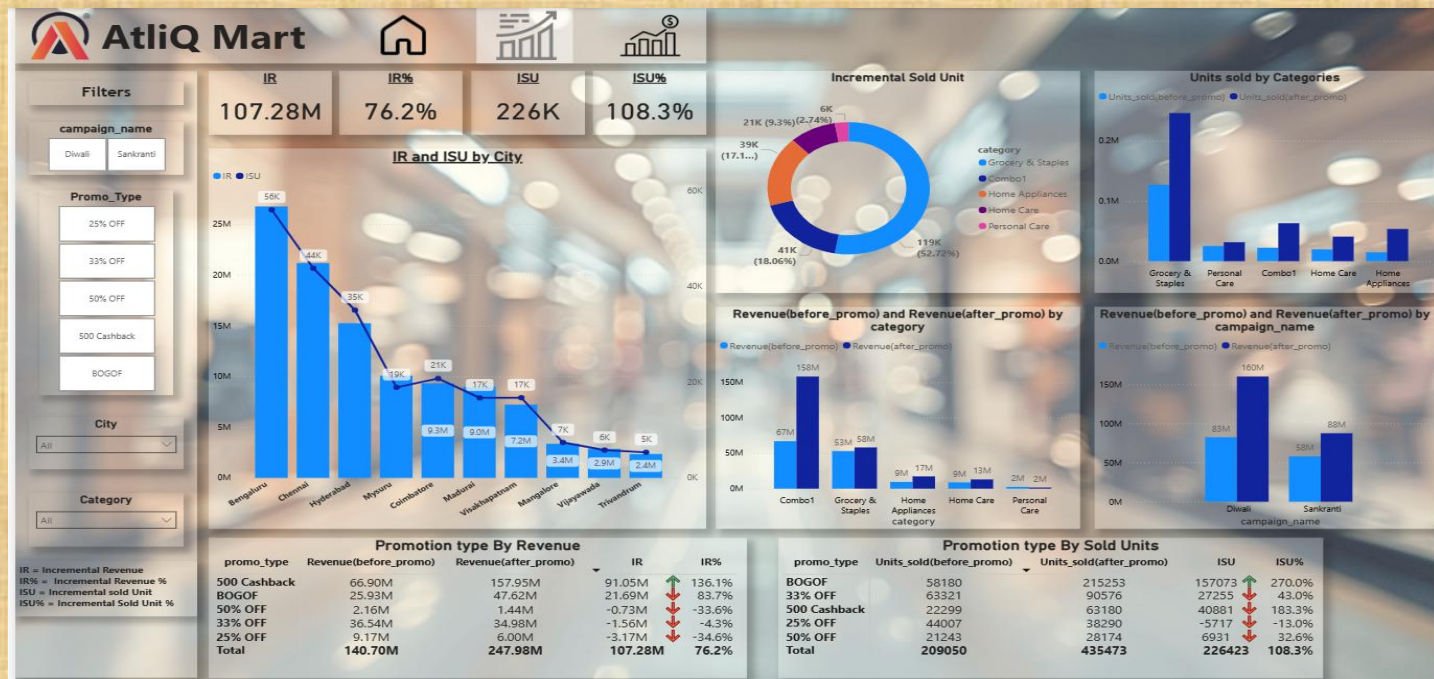 AtliQ Mart
Filters
campaign_name
Diwali Sankranti
Promo_Type
25% OFF
33% OFF
50% OFF
500 Cashback
BOGOF
City
All
Category
All
IR = Incremental Revenue
IR% = Incremental Revenue %
ISU = Incremental sold Unit
ISU% = Incremental Sold Unit %
IR IR% ISU ISU%
107.28M 76.2% 226K 108.3%
IR and ISU by City
IR ISU
60K
40K
20K
0K
25M
20M
15M
10M
5M
0M
56K
44K
35K
19K
21K
17K
17K
7K
6K
5K
9.3M
9.0M
7.2M
3.4M
2.9M
2.4M
Bengaluru
Chennai
Hyderabad
Mysuru
Coimbatore
Madurai
Visakhapatnam
Mangalore
Vijayawada
Trivandrum
Incremental Sold Unit
6K
(2.74%)
21K (9.3%)
39K
(17.1...)
41K
(18.06%)
119K
(52.72%)
category
Grocery & Staples
Combo1
Home Appliances
Home Care
Personal Care
Units sold by Categories
Units_sold(before_promo) Units_sold(after_promo)
0.2M
0.1M
0.0M
Grocery &
Staples
Personal
Care
Combo1
Home Care
Home
Appliances
Revenue(before_promo) and Revenue(after_promo) by
category
Revenue(before_promo) Revenue(after_promo)
150M
100M
50M
0M
67M
158M
53M
58M
9M
17M
9M
13M
2M
2M
Combo1
Grocery &
Staples
Home
Appliances
Home Care
Personal
Care
category
Revenue(before_promo) and Revenue(after_promo) by
campaign_name
Revenue(before_promo) Revenue(after_promo)
150M
100M
50M
0M
83M
160M
58M
88M
Diwali
Sankranti
campaign_name
Promotion type By Revenue
promo_type Revenue(before_promo) Revenue(after_promo) IR IR%
500 Cashback 66.90M 157.95M 91.05M 136.1%
BOGOF 25.93M 47.62M 21.69M 83.7%
50% OFF 2.16M 1.44M -0.73M -33.6%
33% OFF 36.54M 34.98M -1.56M -4.3%
25% OFF 9.17M 6.00M -3.17M -34.6%
Total 140.70M 247.98M 107.28M 76.2%
Promotion type By Sold Units
promo_type Units_sold(before_promo) Units_sold(after_promo) ISU ISU%
BOGOF 58180 215253 157073 270.0%
33% OFF 63321 90576 27255 43.0%
500 Cashback 22299 63180 40881 183.3%
25% OFF 44007 38290 -5717 -13.0%
50% OFF 21243 28174 6931 32.6%
Total 209050 435473 226423 108.3%